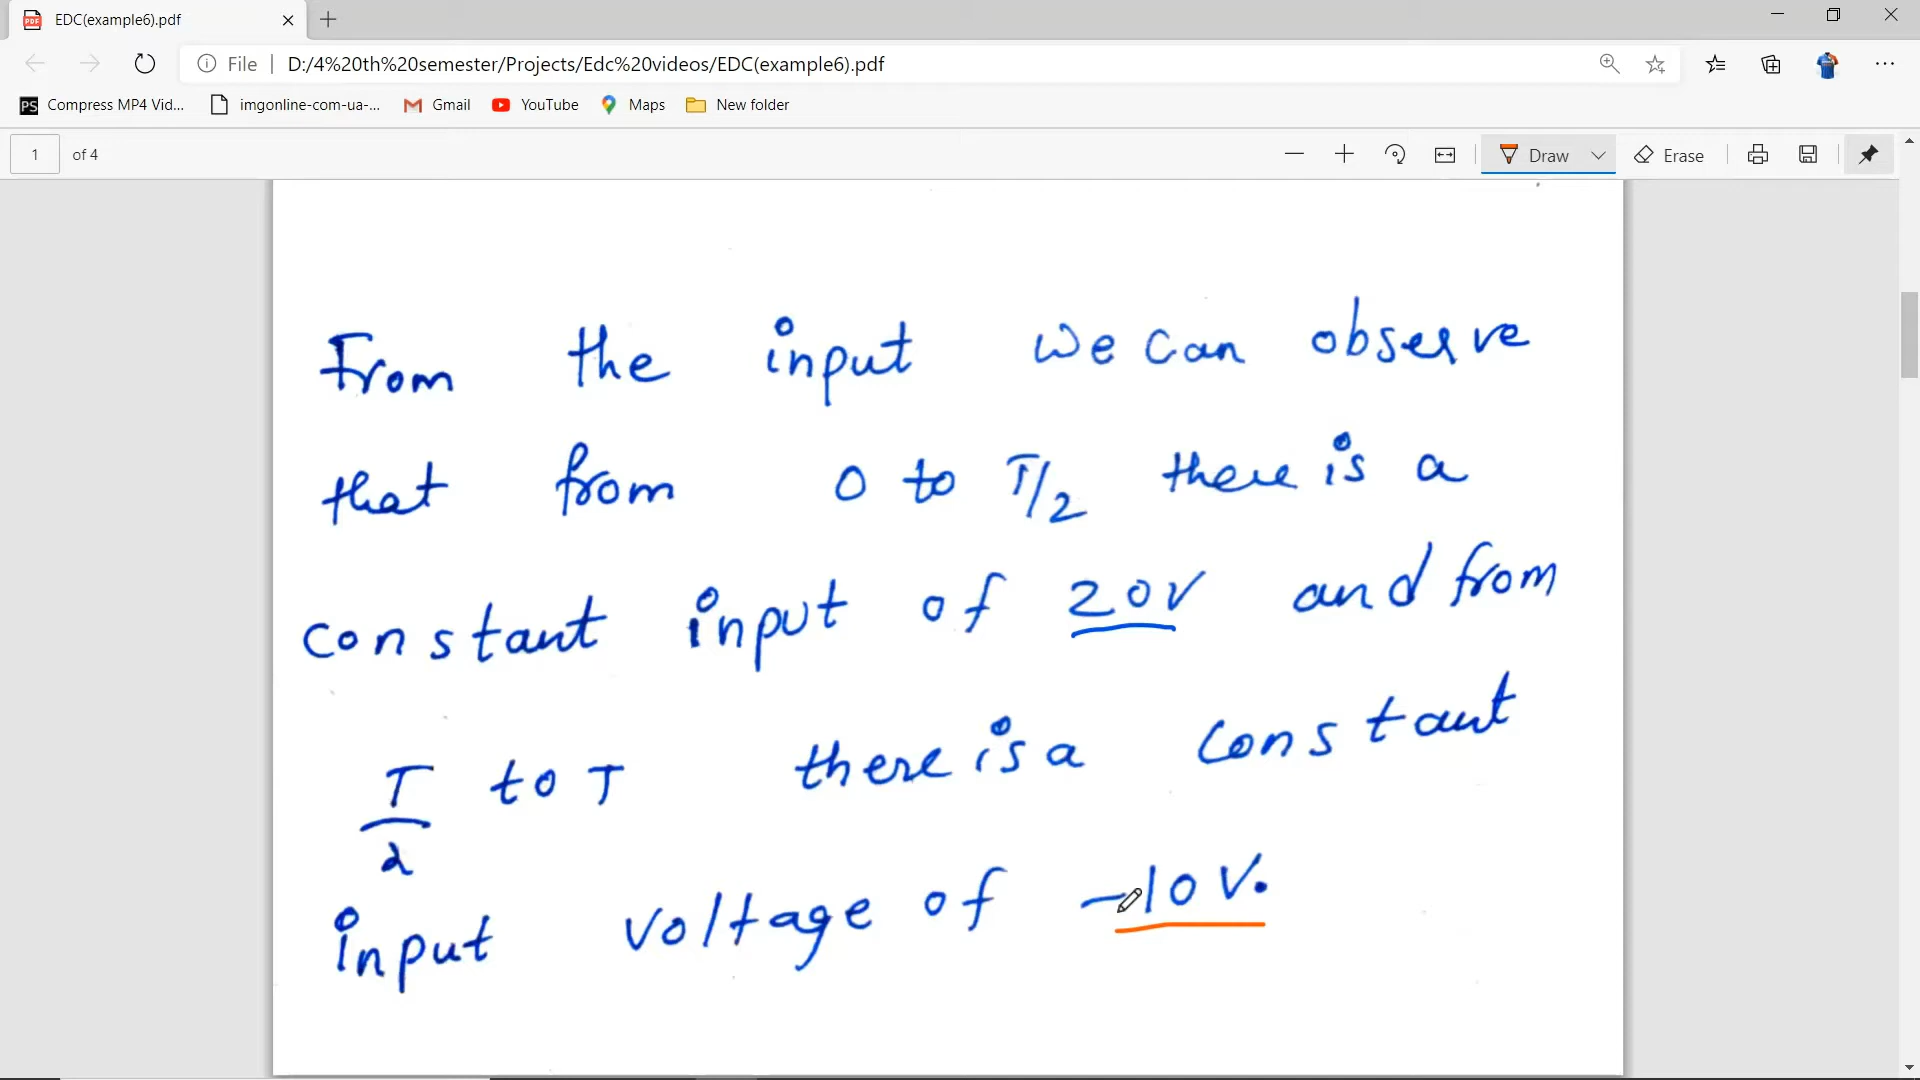 EDC(example6).pdf
File | D:/4%20th%20semester/Projects/Edc%20videos/EDC(example6).pdf
Compress MP4 Vid... imgonline-com-ua-... Gmail YouTube Maps New folder
1 of 4 Draw Erase
From the input we can observe
that from 0 to T/2 there is a
constant input of 20V and from
T/2 to T there is a constant
input voltage of -10V.